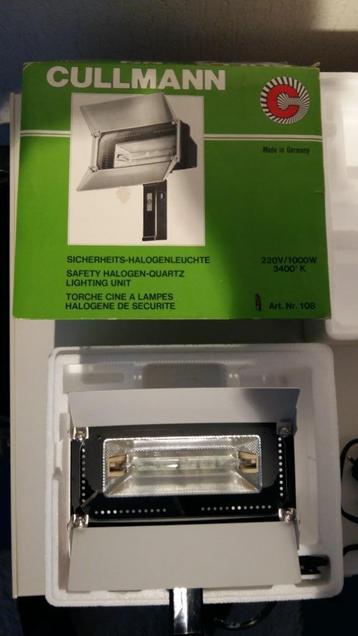 CULLMANN
C
Made in Germany
SICHERHEITS-HALOGENLEUCHTE
SAFETY HALOGEN-QUARTZ
LIGHTING UNIT
TORCHE CINE A LAMPES
HALOGENE DE SECURITE
220V/1000W
3400° K
Art. Nr. 108